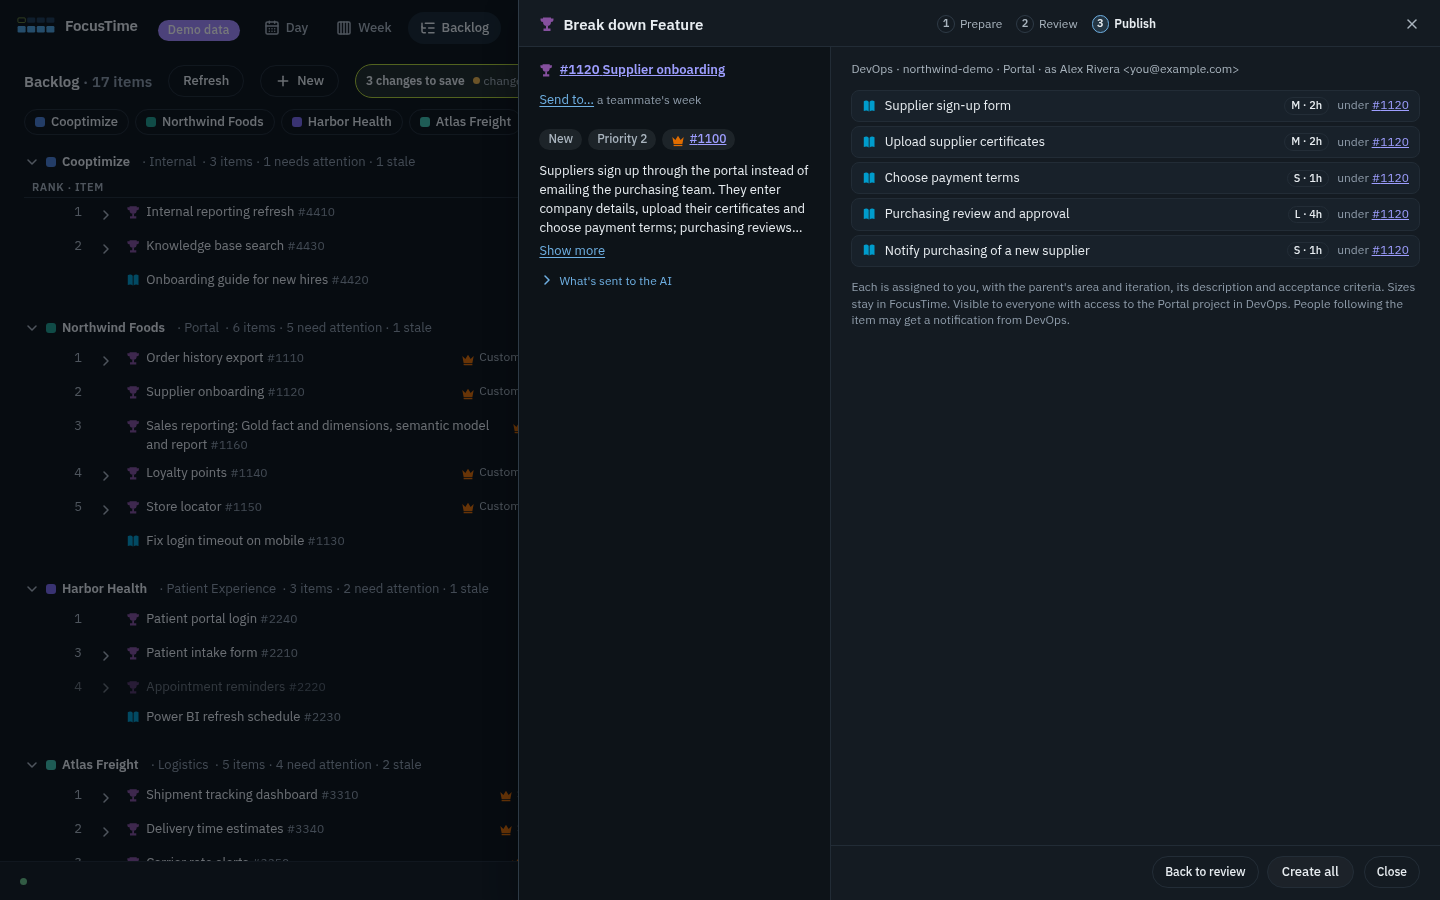 FocusTime
Demo data
Day
Week
Backlog
Backlog · 17 items
Refresh
New
3 changes to save
Cooptimize
Northwind Foods
Harbor Health
Atlas Freight
Cooptimize · Internal · 3 items · 1 needs attention · 1 stale
RANK · ITEM
1 Internal reporting refresh #4410
2 Knowledge base search #4430
Onboarding guide for new hires #4420
Northwind Foods · Portal · 6 items · 5 need attention · 1 stale
1 Order history export #1110
2 Supplier onboarding #1120
3 Sales reporting: Gold fact and dimensions, semantic model
and report #1160
4 Loyalty points #1140
5 Store locator #1150
Fix login timeout on mobile #1130
Harbor Health · Patient Experience · 3 items · 2 need attention · 1 stale
1 Patient portal login #2240
3 Patient intake form #2210
4 Appointment reminders #2220
Power BI refresh schedule #2230
Atlas Freight · Logistics · 5 items · 4 need attention · 2 stale
1 Shipment tracking dashboard #3310
2 Delivery time estimates #3340
Break down Feature
1 Prepare
2 Review
3 Publish
#1120 Supplier onboarding
Send to... a teammate's week
New
Priority 2
#1100
Suppliers sign up through the portal instead of
emailing the purchasing team. They enter
company details, upload their certificates and
choose payment terms; purchasing reviews...
Show more
What's sent to the AI
DevOps · northwind-demo · Portal · as Alex Rivera <you@example.com>
Supplier sign-up form M · 2h under #1120
Upload supplier certificates M · 2h under #1120
Choose payment terms S · 1h under #1120
Purchasing review and approval L · 4h under #1120
Notify purchasing of a new supplier S · 1h under #1120
Each is assigned to you, with the parent's area and iteration, its description and acceptance criteria. Sizes
stay in FocusTime. Visible to everyone with access to the Portal project in DevOps. People following the
item may get a notification from DevOps.
Back to review
Create all
Close